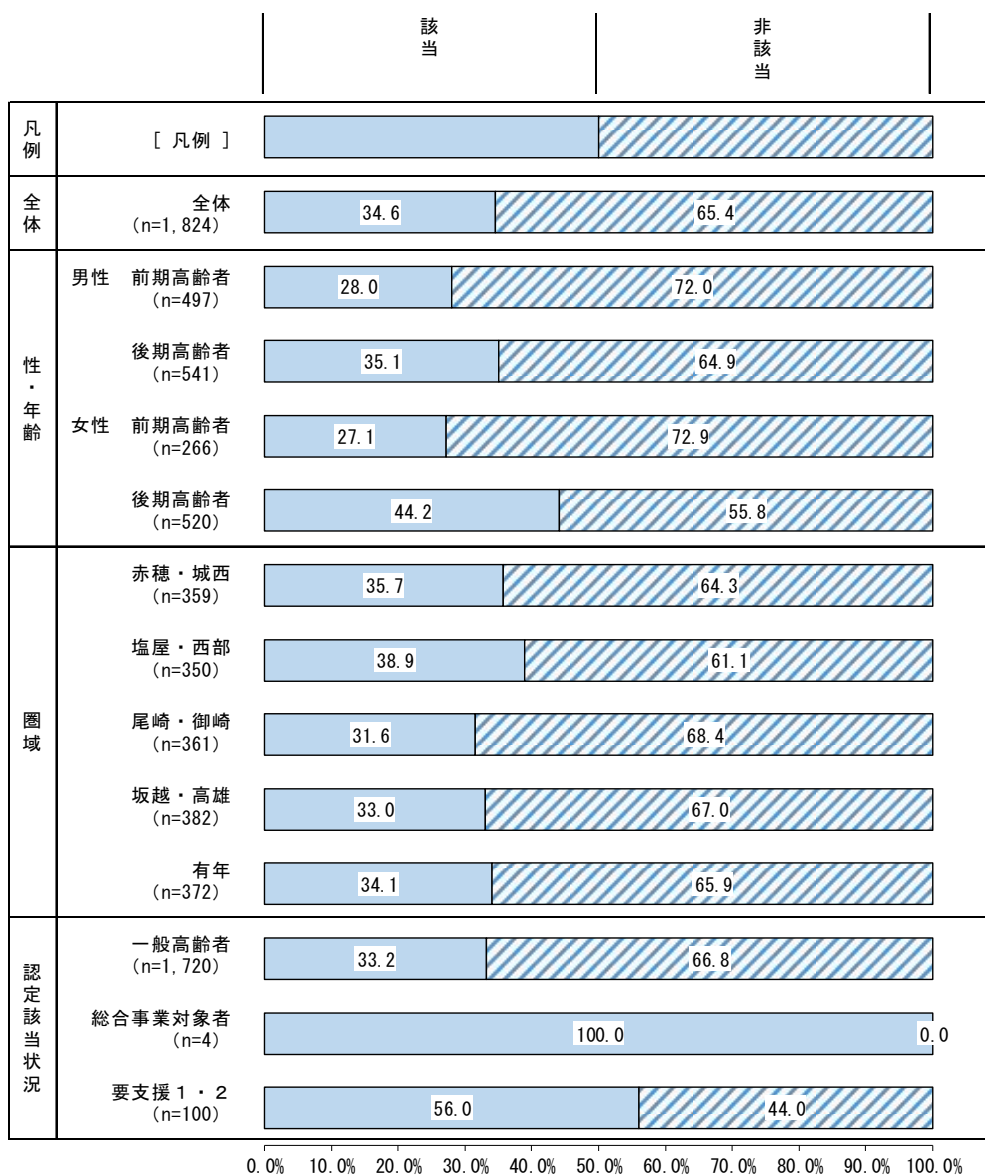 該当
非該当
凡例
[ 凡例 ]
全体
全体
(n=1,824)
34.6
65.4
性・年齢
男性 前期高齢者
(n=497)
28.0
72.0
後期高齢者
(n=541)
35.1
64.9
女性 前期高齢者
(n=266)
27.1
72.9
後期高齢者
(n=520)
44.2
55.8
圏域
赤穂・城西
(n=359)
35.7
64.3
塩屋・西部
(n=350)
38.9
61.1
尾崎・御崎
(n=361)
31.6
68.4
坂越・高雄
(n=382)
33.0
67.0
有年
(n=372)
34.1
65.9
認定該当状況
一般高齢者
(n=1,720)
33.2
66.8
総合事業対象者
(n=4)
100.0
0.0
要支援１・２
(n=100)
56.0
44.0
0.0% 10.0% 20.0% 30.0% 40.0% 50.0% 60.0% 70.0% 80.0% 90.0% 100.0%